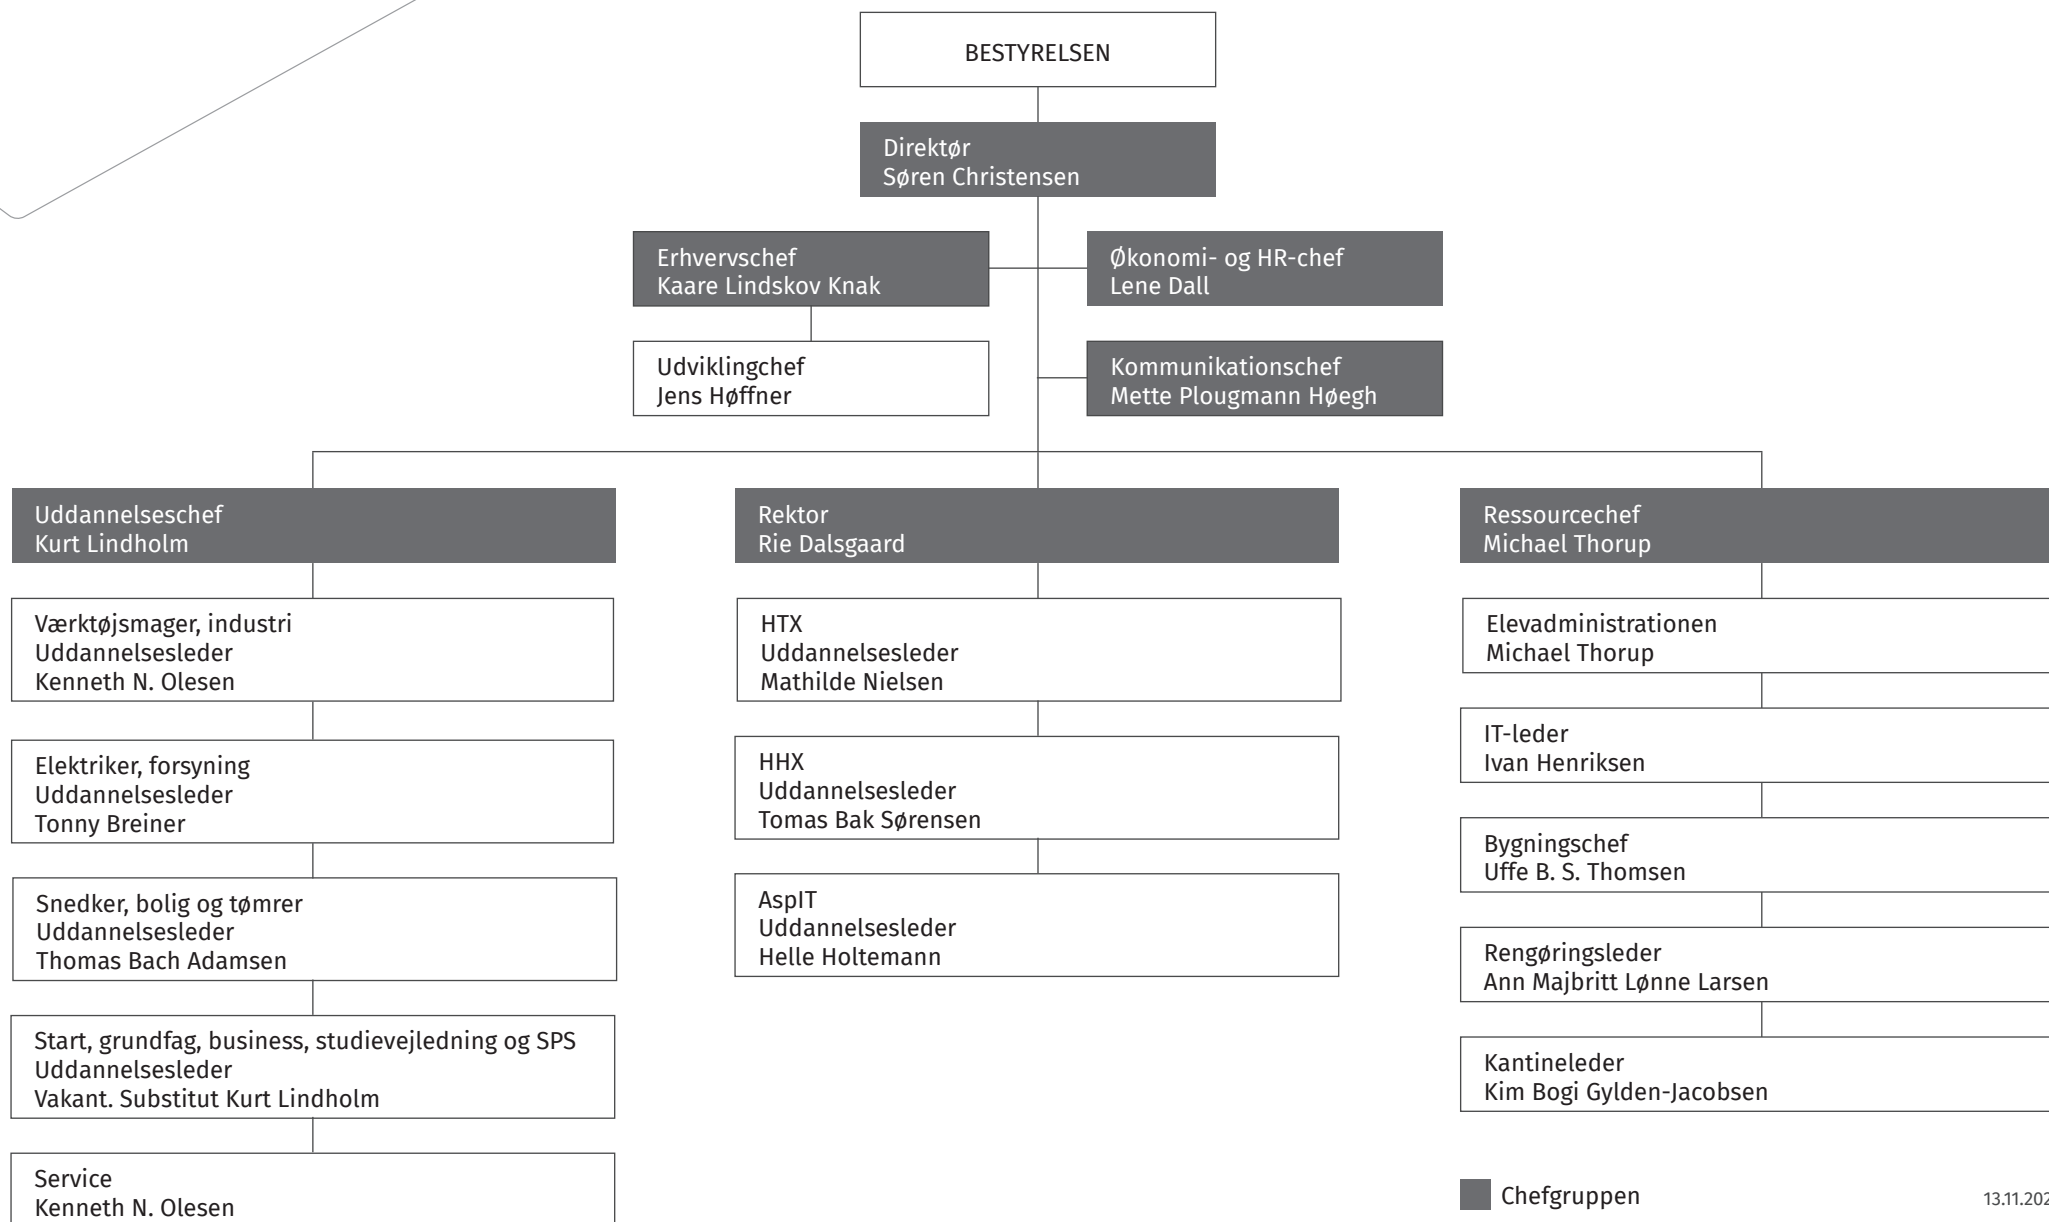 BESTYRELSEN
Direktør
Søren Christensen
Erhvervschef
Kaare Lindskov Knak
Økonomi- og HR-chef
Lene Dall
Udviklingchef
Jens Høffner
Kommunikationschef
Mette Plougmann Høegh
Uddannelseschef
Kurt Lindholm
Værktøjsmager, industri
Uddannelsesleder
Kenneth N. Olesen
Elektriker, forsyning
Uddannelsesleder
Tonny Breiner
Snedker, bolig og tømrer
Uddannelsesleder
Thomas Bach Adamsen
Start, grundfag, business, studievejledning og SPS
Uddannelsesleder
Vakant. Substitut Kurt Lindholm
Service
Kenneth N. Olesen
Rektor
Rie Dalsgaard
HTX
Uddannelsesleder
Mathilde Nielsen
HHX
Uddannelsesleder
Tomas Bak Sørensen
AspIT
Uddannelsesleder
Helle Holtemann
Ressourcechef
Michael Thorup
Elevadministrationen
Michael Thorup
IT-leder
Ivan Henriksen
Bygningschef
Uffe B. S. Thomsen
Rengøringsleder
Ann Majbritt Lønne Larsen
Kantineleder
Kim Bogi Gylden-Jacobsen
Chefgruppen